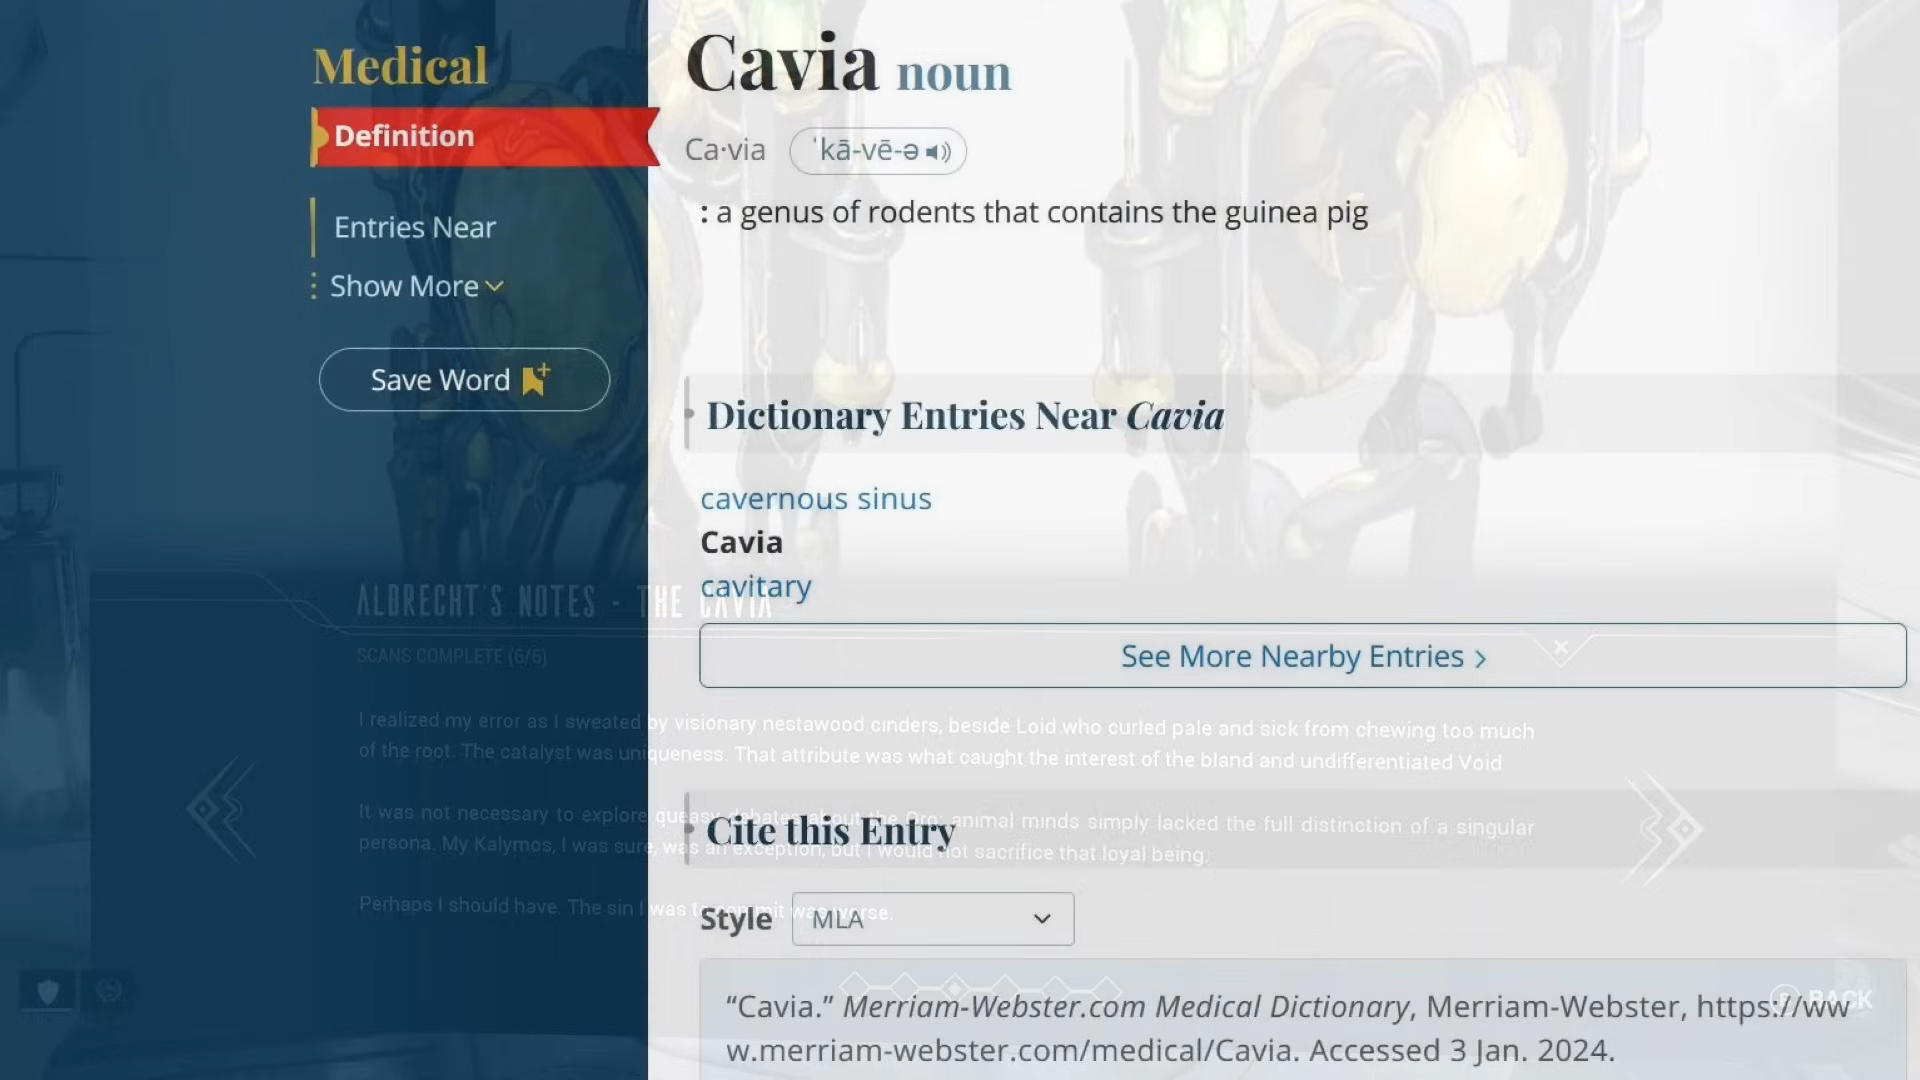 Medical
Definition
Entries Near
Show More
Save Word
Cavia noun
Ca·via ˈkā-vē-ə
: a genus of rodents that contains the guinea pig
Dictionary Entries Near Cavia
cavernous sinus
Cavia
cavitary
See More Nearby Entries ›
ALBRECHT'S NOTES - THE CAVIA
SCANS COMPLETE (6/6)
I realized my error as I sweated by visionary nestawood cinders, beside Loid who curled pale and sick from chewing too much
of the root. The catalyst was uniqueness. That attribute was what caught the interest of the bland and undifferentiated Void
It was not necessary to explore queasy debates about the Oro; animal minds simply lacked the full distinction of a singular
persona. My Kalymos, I was sure, was an exception, but I would not sacrifice that loyal being.
Perhaps I should have. The sin I was to commit was worse.
Cite this Entry
Style MLA
“Cavia.” Merriam-Webster.com Medical Dictionary, Merriam-Webster, https://ww
w.merriam-webster.com/medical/Cavia. Accessed 3 Jan. 2024.
BACK